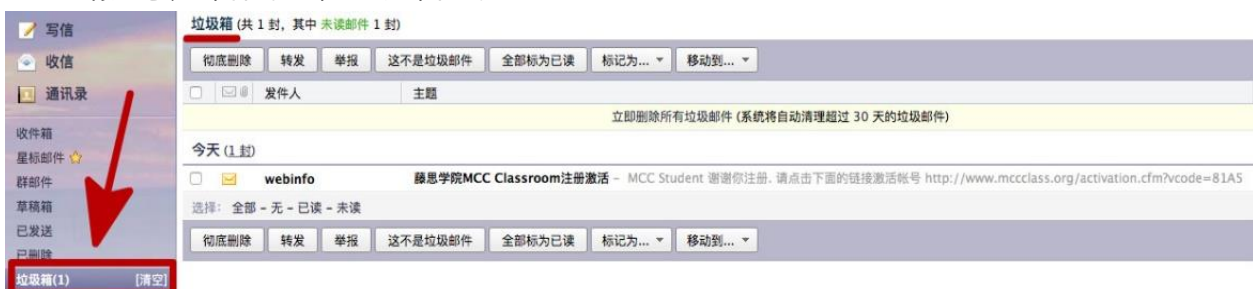 写信
收信
通讯录
收件箱
星标邮件
群邮件
草稿箱
已发送
已删除
垃圾箱(1) [清空]
垃圾箱 (共 1 封，其中 未读邮件 1 封)
彻底删除 转发 举报 这不是垃圾邮件 全部标为已读 标记为... 移动到...
发件人 主题
立即删除所有垃圾邮件 (系统将自动清理超过 30 天的垃圾邮件)
今天 (1 封)
webinfo 藤思学院MCC Classroom注册激活 - MCC Student 谢谢你注册. 请点击下面的链接激活帐号 http://www.mccclass.org/activation.cfm?vcode=81A5
选择: 全部 - 无 - 已读 - 未读
彻底删除 转发 举报 这不是垃圾邮件 全部标为已读 标记为... 移动到...